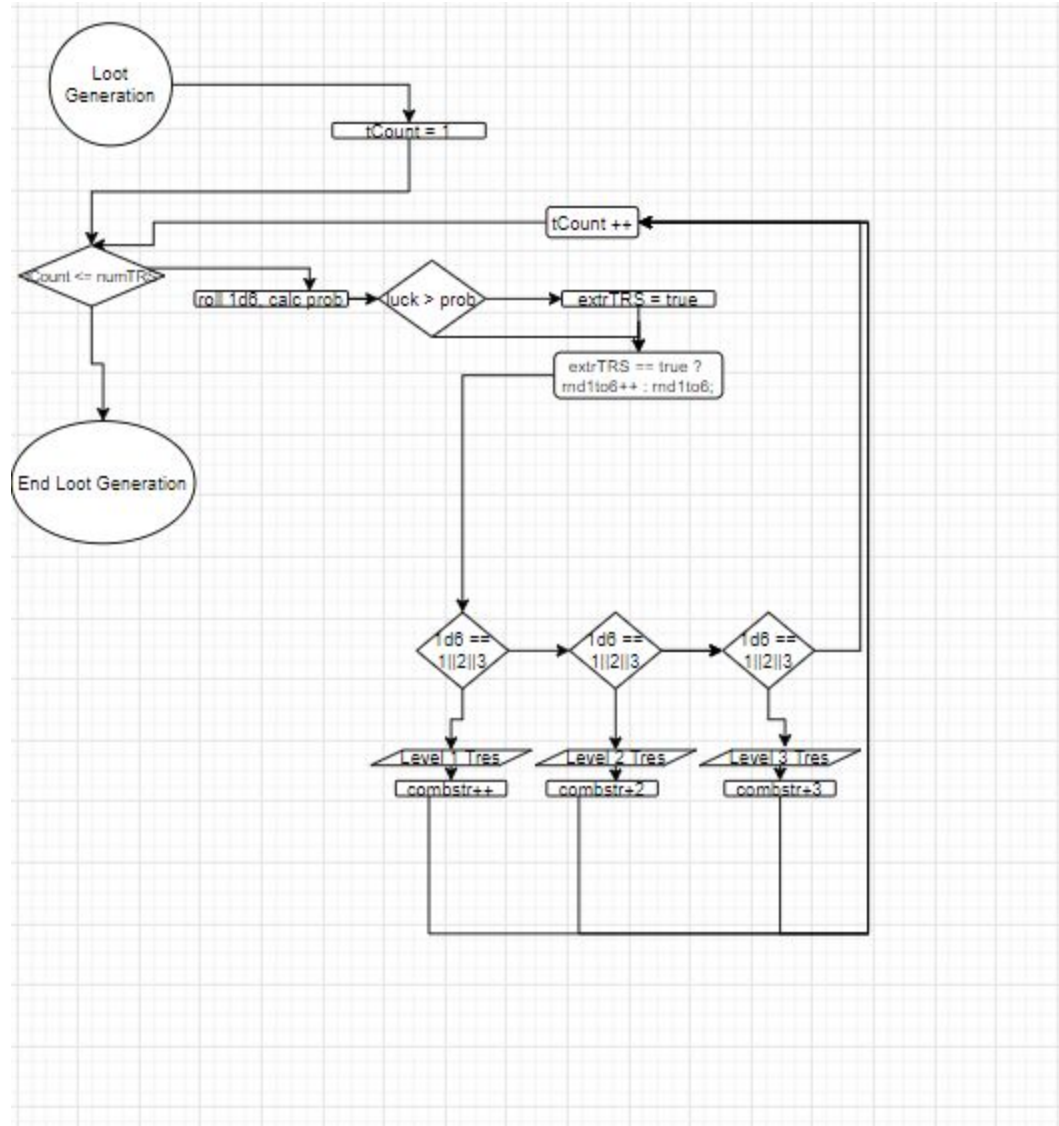 Loot
Generation
tCount = 1
tCount ++
tCount <= numTRS
roll 1d6, calc prob
luck > prob
extrTRS = true
extrTRS == true ?
rnd1to6++ : rnd1to6;
End Loot Generation
1d6 ==
1||2||3
1d6 ==
1||2||3
1d6 ==
1||2||3
Level 1 Tres
Level 2 Tres
Level 3 Tres
combstr++
combstr+2
combstr+3